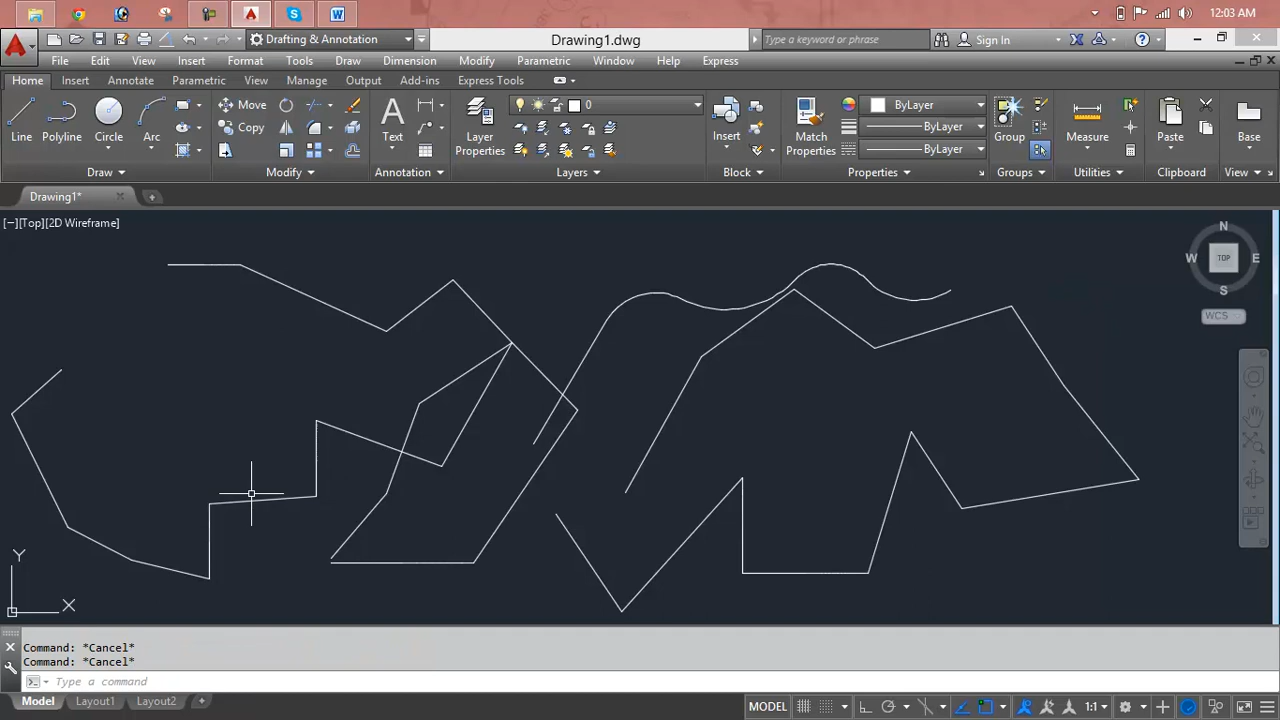 12:03 AM
Drafting & Annotation
Drawing1.dwg
Type a keyword or phrase
Sign In
File Edit View Insert Format Tools Draw Dimension Modify Parametric Window Help Express
Home Insert Annotate Parametric View Manage Output Add-ins Express Tools
Move
0
ByLayer
Copy
ByLayer
Line Polyline Circle Arc Text Layer Properties Insert Match Properties Group Measure Paste Base
ByLayer
Draw Modify Annotation Layers Block Properties Groups Utilities Clipboard View
Drawing1*
[−][Top][2D Wireframe]
N
W TOP E
S
WCS
Y
X
Command: *Cancel*
Command: *Cancel*
Type a command
Model Layout1 Layout2
MODEL 1:1